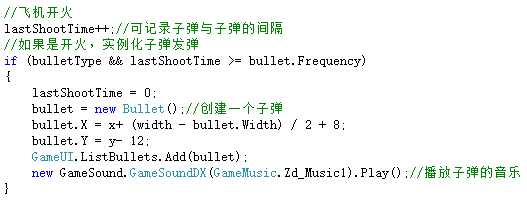 //飞机开火
lastShootTime++;//可记录子弹与子弹的间隔
//如果是开火，实例化子弹发弹
if (bulletType && lastShootTime >= bullet.Frequency)
{
    lastShootTime = 0;
    bullet = new Bullet();//创建一个子弹
    bullet.X = x+ (width - bullet.Width) / 2 + 8;
    bullet.Y = y- 12;
    GameUI.ListBullets.Add(bullet);
    new GameSound.GameSoundDX(GameMusic.Zd_Music1).Play();//播放子弹的音乐
}